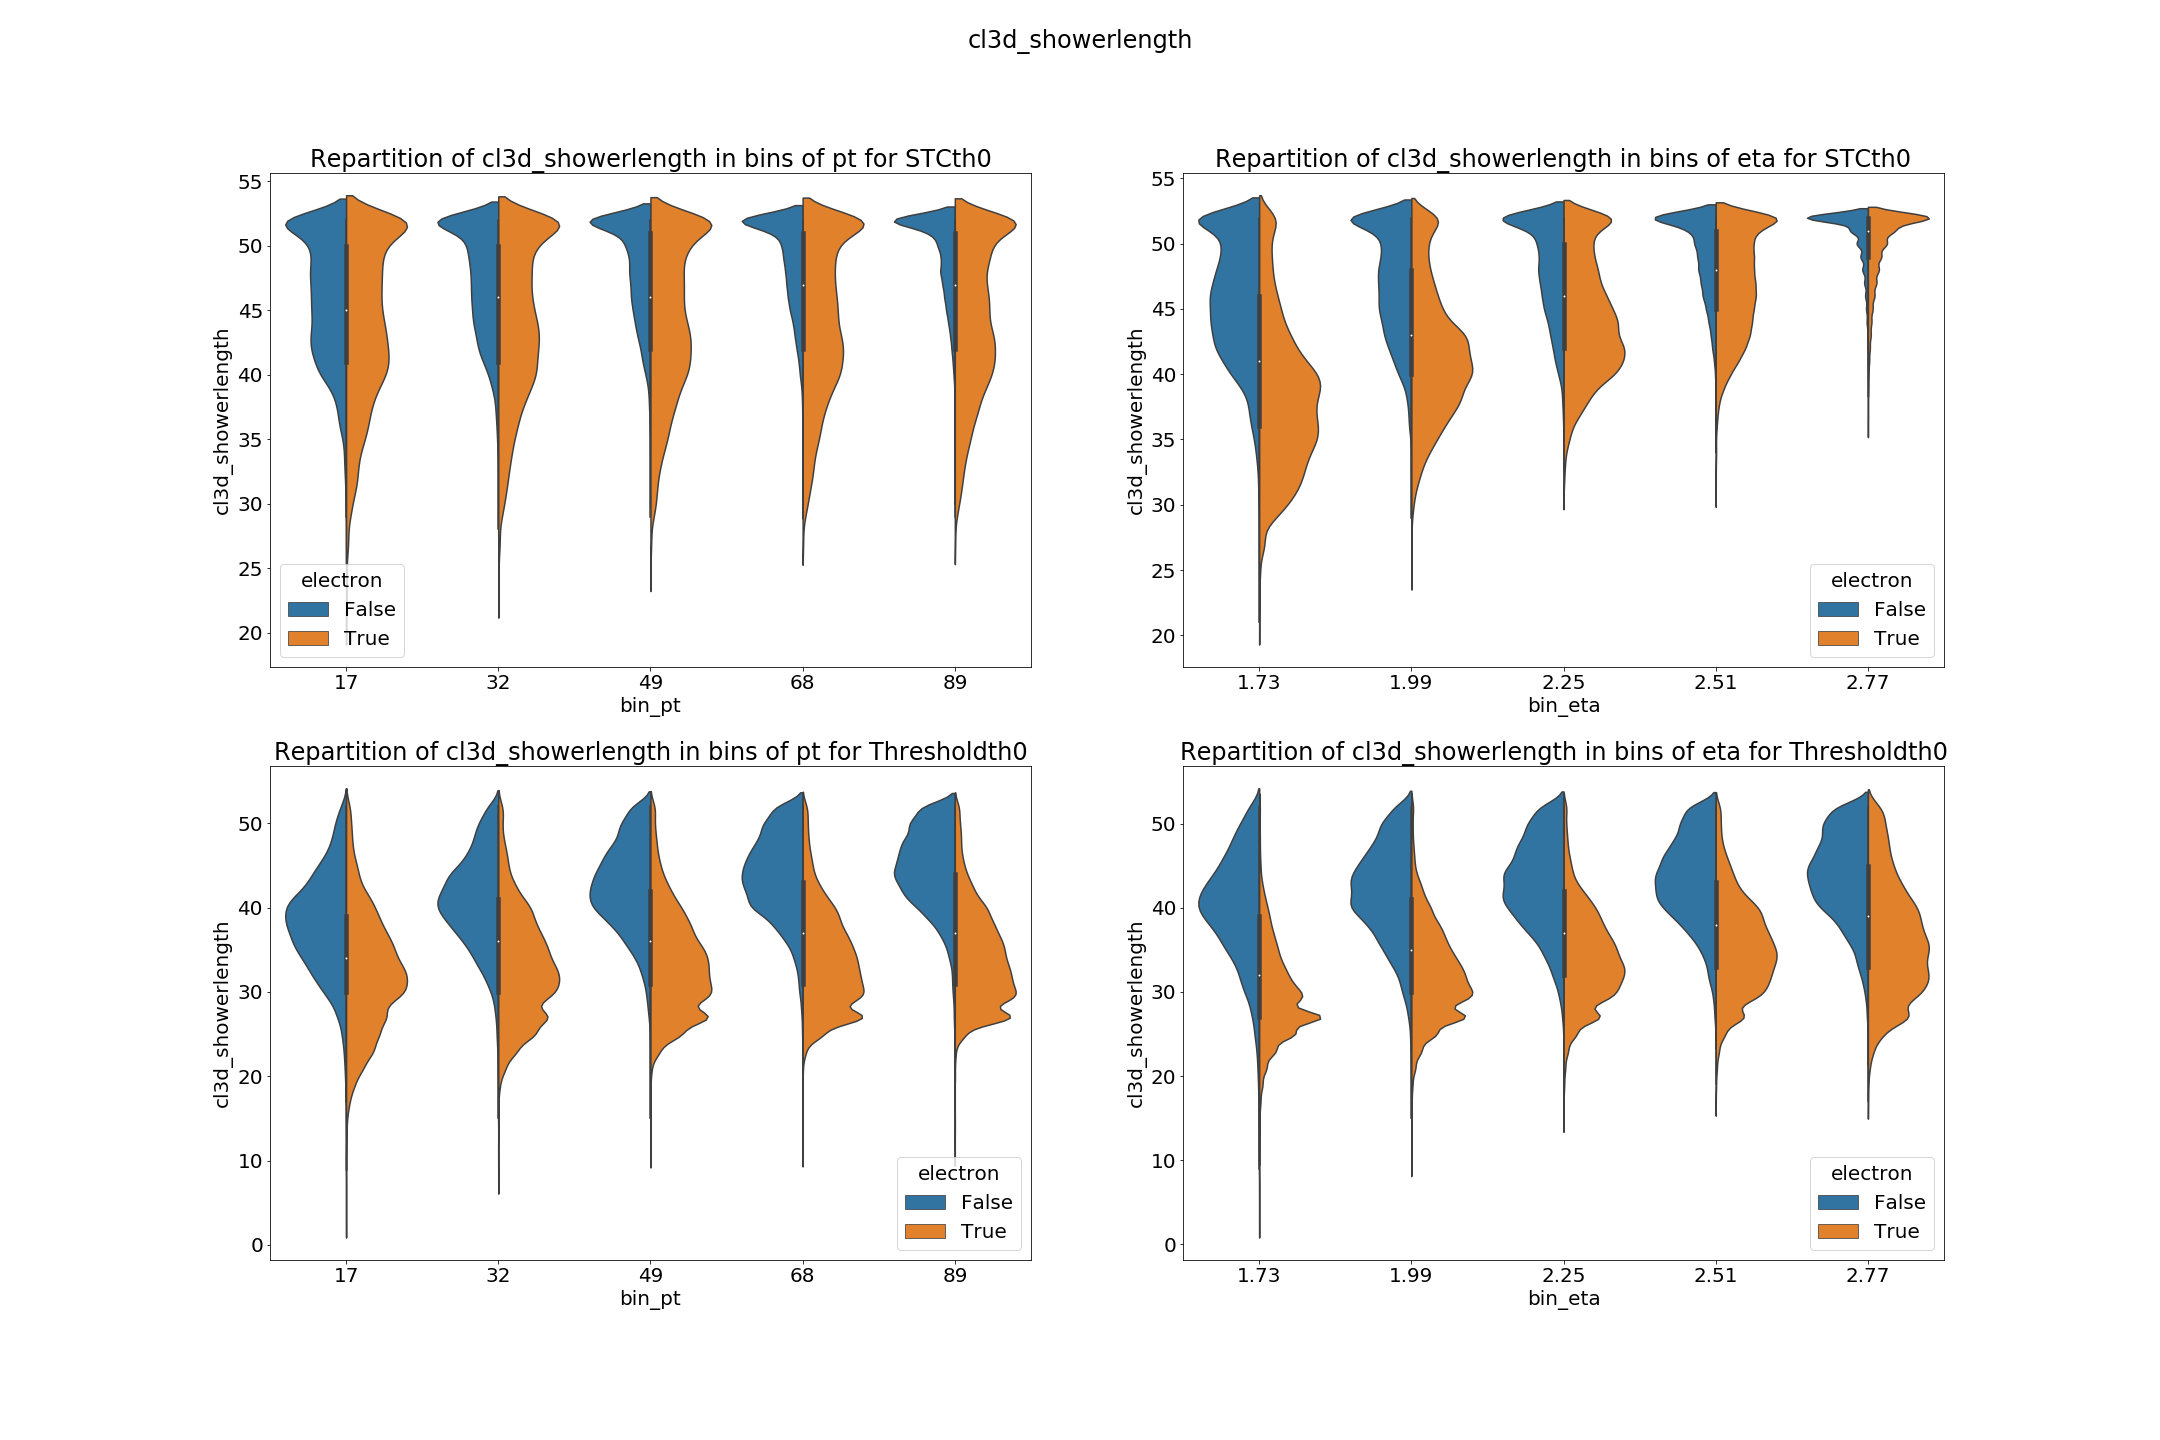 cl3d_showerlength
Repartition of cl3d_showerlength in bins of pt for STCth0
cl3d_showerlength
55
50
45
40
35
30
25
20
electron
False
True
17 32 49 68 89
bin_pt
Repartition of cl3d_showerlength in bins of eta for STCth0
cl3d_showerlength
55
50
45
40
35
30
25
20
electron
False
True
1.73 1.99 2.25 2.51 2.77
bin_eta
Repartition of cl3d_showerlength in bins of pt for Thresholdth0
cl3d_showerlength
50
40
30
20
10
0
electron
False
True
17 32 49 68 89
bin_pt
Repartition of cl3d_showerlength in bins of eta for Thresholdth0
cl3d_showerlength
50
40
30
20
10
0
electron
False
True
1.73 1.99 2.25 2.51 2.77
bin_eta